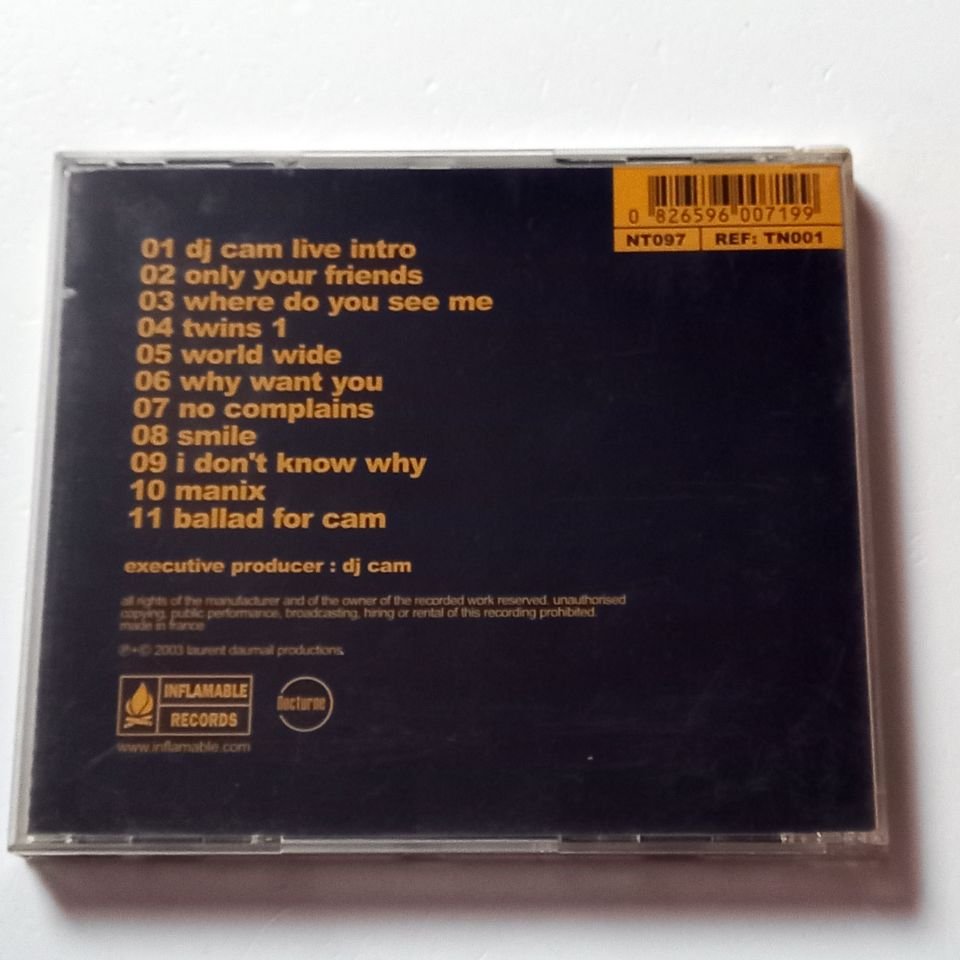 0 826596 007199
NT097 REF: TN001
01 dj cam live intro
02 only your friends
03 where do you see me
04 twins 1
05 world wide
06 why want you
07 no complains
08 smile
09 i don't know why
10 manix
11 ballad for cam
executive producer : dj cam
all rights of the manufacturer and of the owner of the recorded work reserved. unauthorised
copying, public performance, broadcasting, hiring or rental of this recording prohibited.
made in france
℗+© 2003 laurent daumail productions.
INFLAMABLE
RECORDS
Nocturne
www.inflamable.com